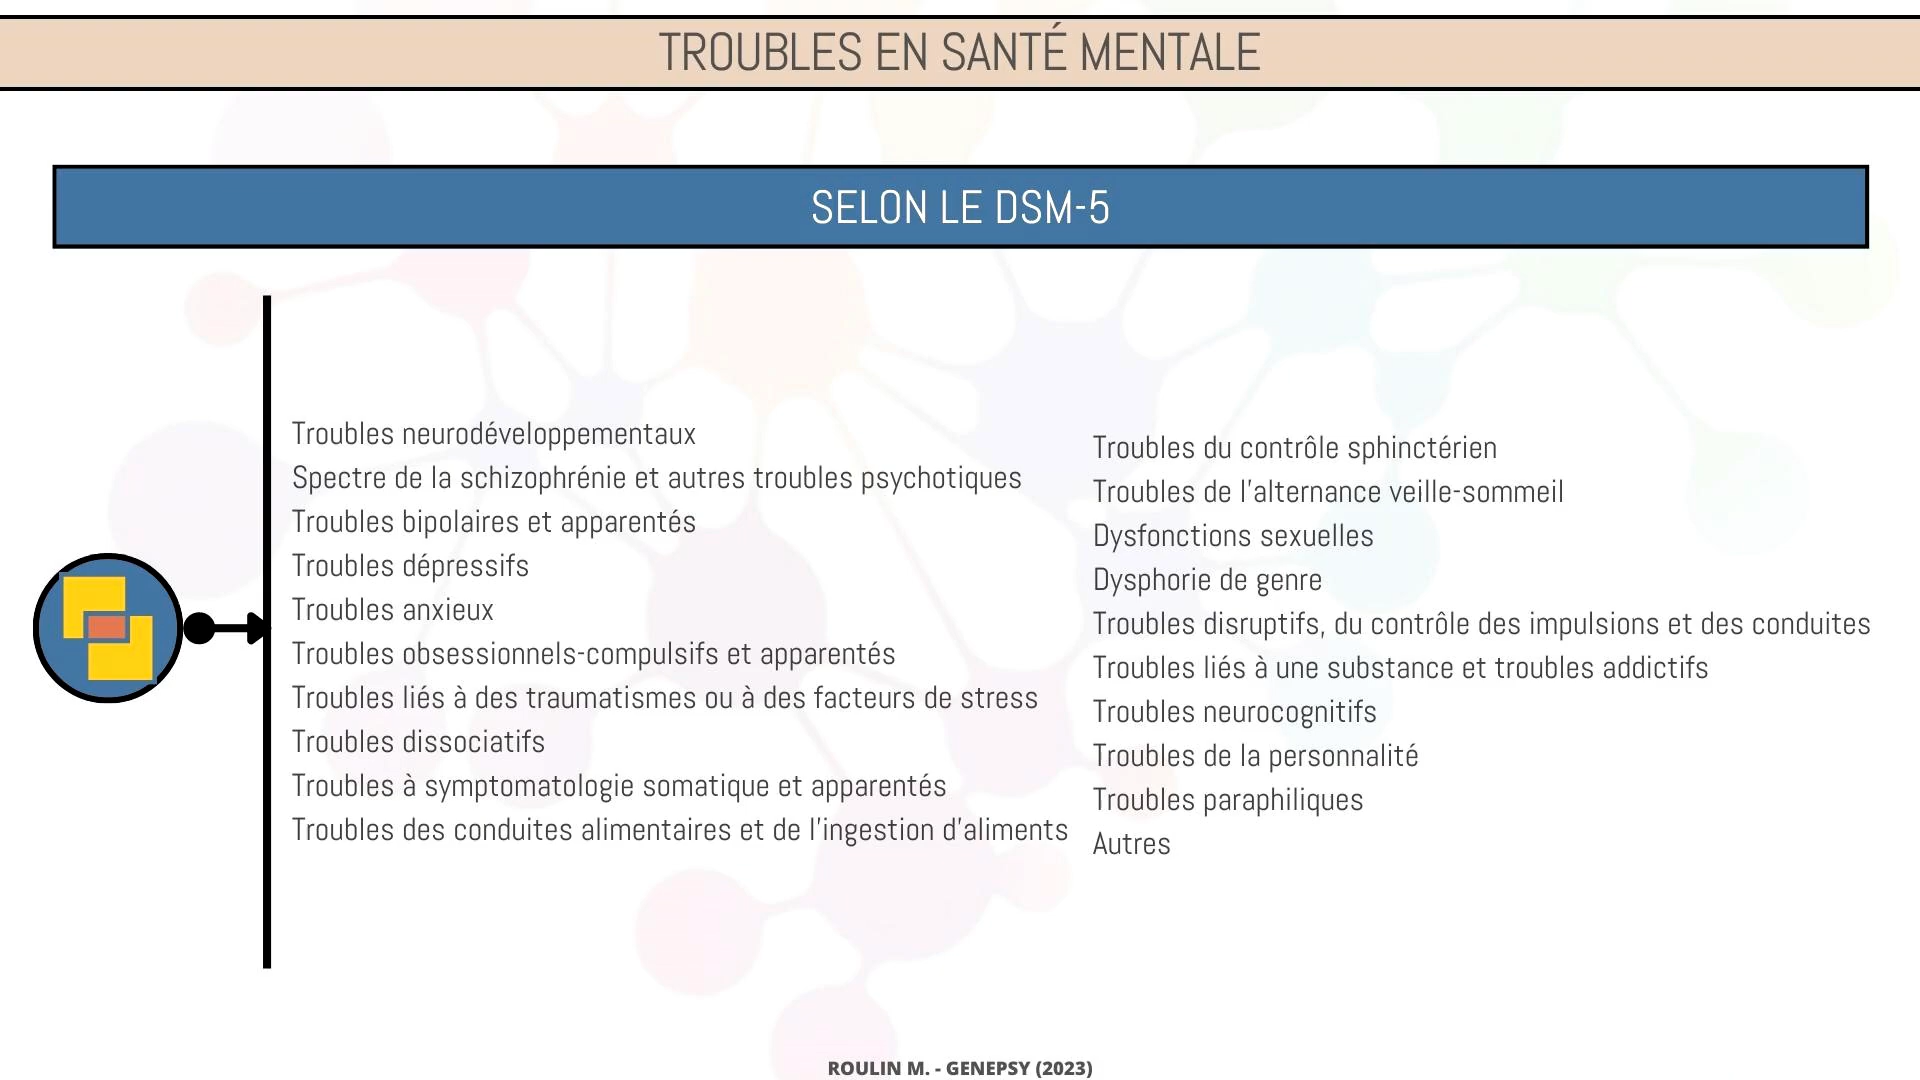 TROUBLES EN SANTÉ MENTALE
SELON LE DSM-5
Troubles neurodéveloppementaux
Spectre de la schizophrénie et autres troubles psychotiques
Troubles bipolaires et apparentés
Troubles dépressifs
Troubles anxieux
Troubles obsessionnels-compulsifs et apparentés
Troubles liés à des traumatismes ou à des facteurs de stress
Troubles dissociatifs
Troubles à symptomatologie somatique et apparentés
Troubles des conduites alimentaires et de l'ingestion d'aliments
Troubles du contrôle sphinctérien
Troubles de l'alternance veille-sommeil
Dysfonctions sexuelles
Dysphorie de genre
Troubles disruptifs, du contrôle des impulsions et des conduites
Troubles liés à une substance et troubles addictifs
Troubles neurocognitifs
Troubles de la personnalité
Troubles paraphiliques
Autres
ROULIN M. - GENEPSY (2023)